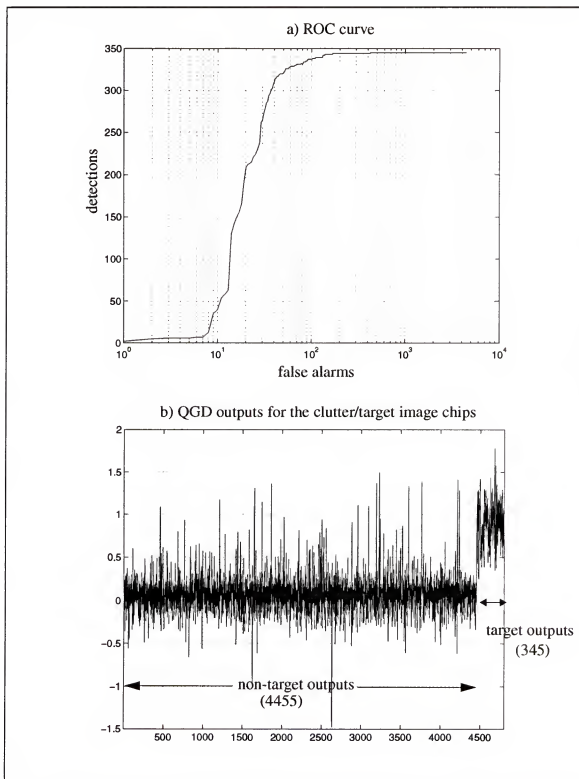 a) ROC curve
350
300
250
200
150
100
50
0
detections
10^0 10^1 10^2 10^3 10^4
false alarms
b) QGD outputs for the clutter/target image chips
2
1.5
1
0.5
0
-0.5
-1
-1.5
target outputs
(345)
non-target outputs
(4455)
500 1000 1500 2000 2500 3000 3500 4000 4500